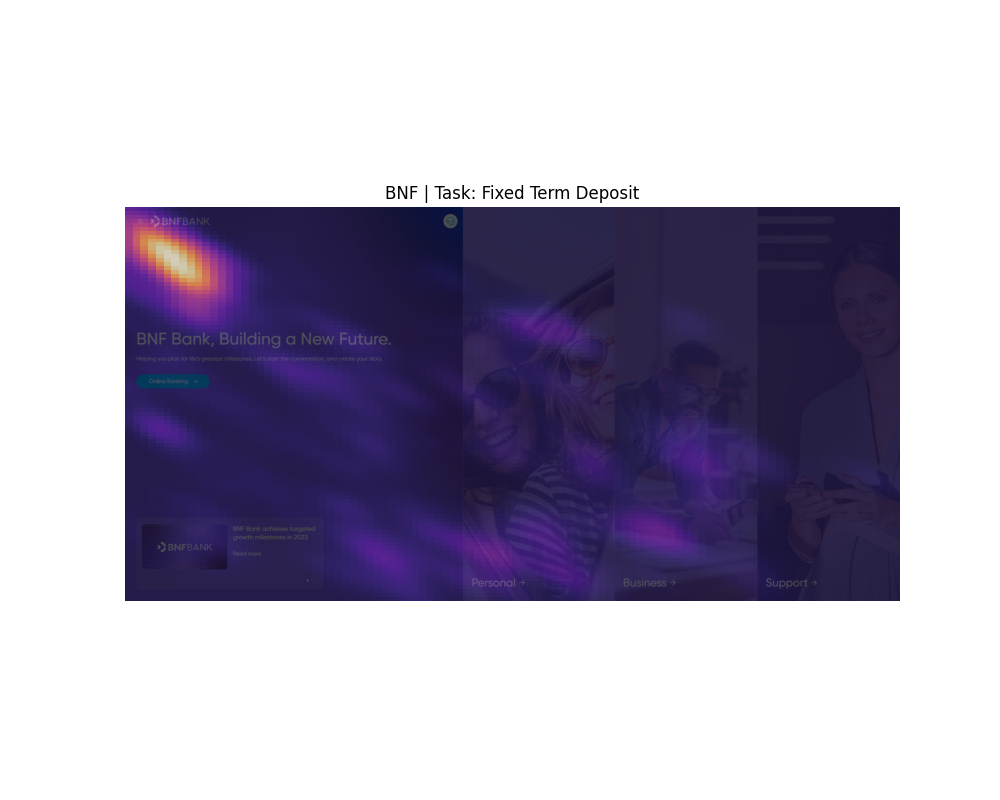 BNF | Task: Fixed Term Deposit
BNFBANK
BNF Bank, Building a New Future.
Helping you plan for life's greatest milestones. Let's start the conversation, and create your story.
Online Banking
BNFBANK
BNF Bank achieves targeted
growth milestones in 2022
Read more
Personal →
Business →
Support →